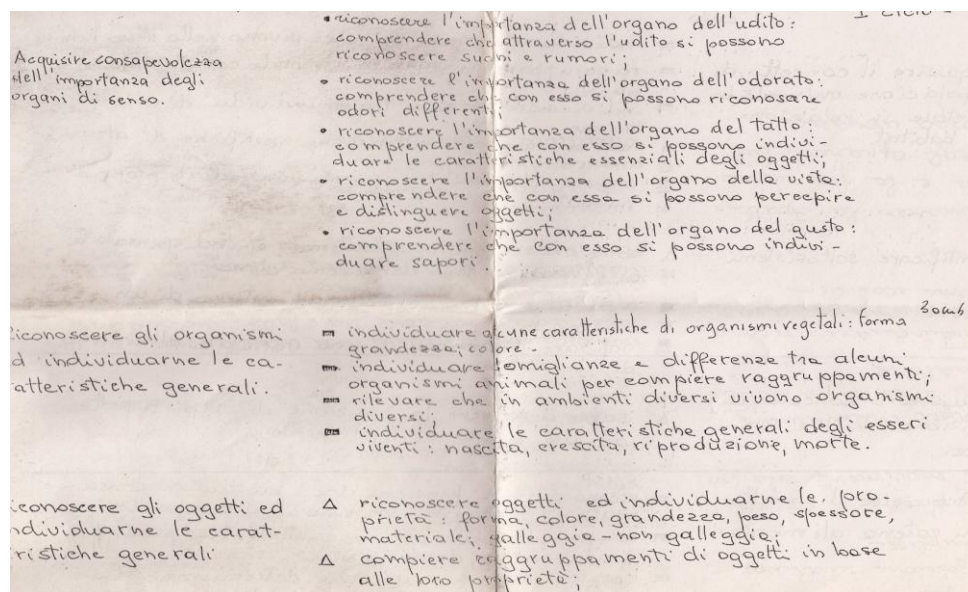 I Ciclo
Acquisire consapevolezza
dell'importanza degli
organi di senso.
• riconoscere l'importanza dell'organo dell'udito:
comprendere che attraverso l'udito si possono
riconoscere suoni e rumori;
• riconoscere l'importanza dell'organo dell'odorato:
comprendere che con esso si possono riconoscere
odori differenti;
• riconoscere l'importanza dell'organo del tatto:
comprendere che con esso si possono indivi-
duare le caratteristiche essenziali degli oggetti;
• riconoscere l'importanza dell'organo della vista:
comprendere che con essa si possono percepire
e distinguere oggetti;
• riconoscere l'importanza dell'organo del gusto:
comprendere che con esso si possono indivi-
duare sapori.
iconoscere gli organismi
d individuarne le ca-
atteristiche generali.
individuare alcune caratteristiche di organismi vegetali: forma
grandezza; colore.
individuare somiglianze e differenze tra alcuni
organismi animali per compiere raggruppamenti;
rilevare che in ambienti diversi vivono organismi
diversi;
individuare le caratteristiche generali degli esseri
viventi: nascita, crescita, riproduzione, morte.
iconoscere gli oggetti ed
ndividuarne le carat-
ristiche generali
Δ riconoscere oggetti ed individuarne le pro-
prietà: forma, colore, grandezza, peso, spessore,
materiale; galleggia - non galleggia;
Δ compiere raggruppamenti di oggetti in base
alle loro proprietà;